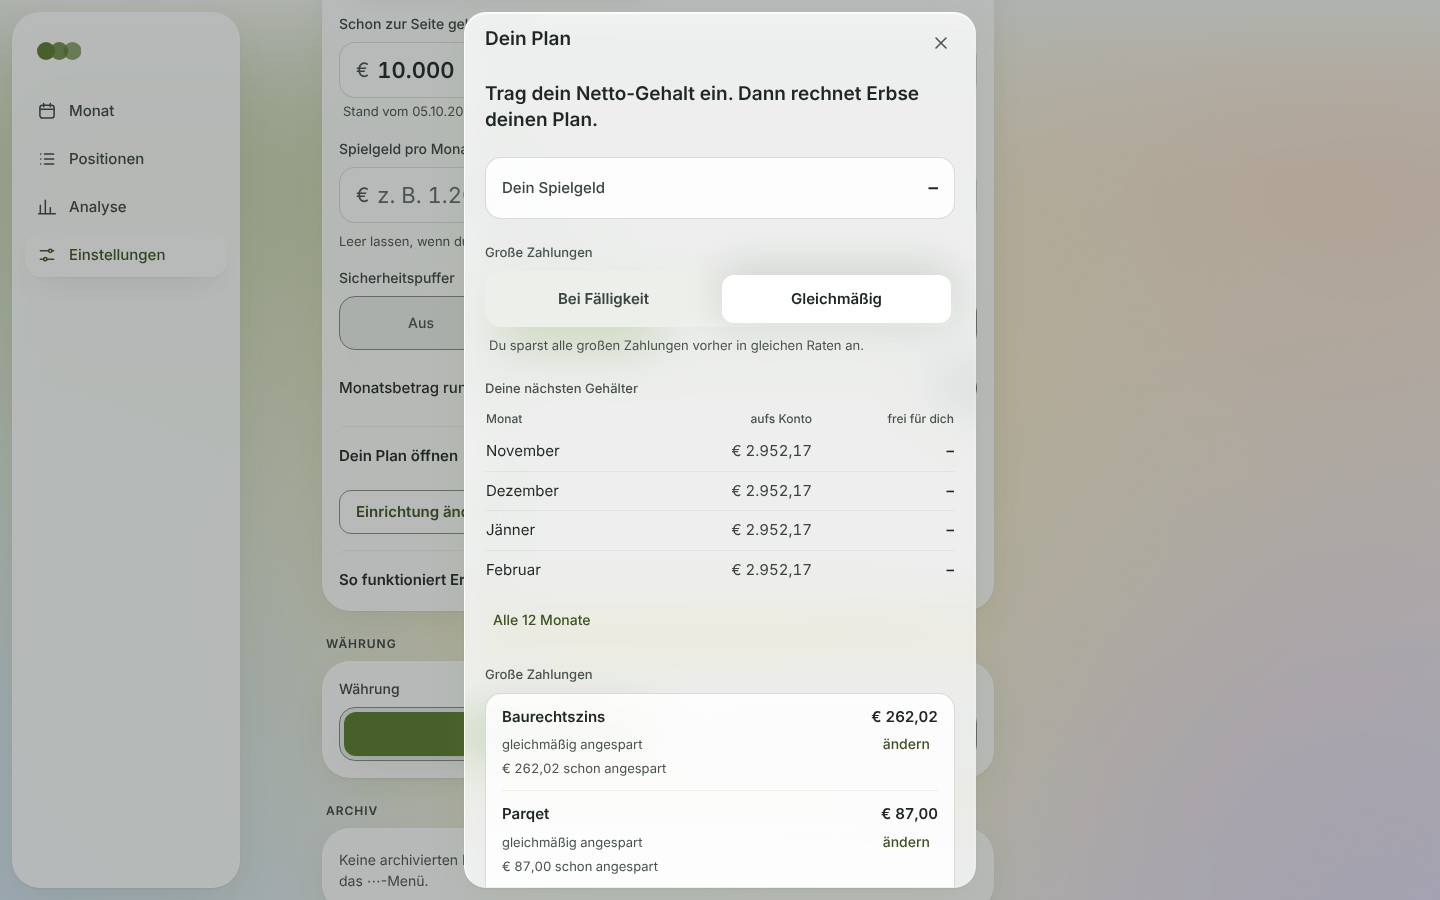 Monat
Positionen
Analyse
Einstellungen
Schon zur Seite
€ 10.000
Stand vom 05.10.20
Spielgeld pro
€ z. B.
Leer lassen, wenn
Sicherheitspuffer
Aus
Monatsbetrag
Dein Plan öffnen
Einrichtung
So funktioniert
WÄHRUNG
Währung
ARCHIV
Keine archivierten
das ···-Menü.
Dein Plan
Trag dein Netto-Gehalt ein. Dann rechnet Erbse
deinen Plan.
Dein Spielgeld –
Große Zahlungen
Bei Fälligkeit Gleichmäßig
Du sparst alle großen Zahlungen vorher in gleichen Raten an.
Deine nächsten Gehälter
Monat aufs Konto frei für dich
November € 2.952,17 –
Dezember € 2.952,17 –
Jänner € 2.952,17 –
Februar € 2.952,17 –
Alle 12 Monate
Große Zahlungen
Baurechtszins € 262,02
gleichmäßig angespart ändern
€ 262,02 schon angespart
Parqet € 87,00
gleichmäßig angespart ändern
€ 87,00 schon angespart